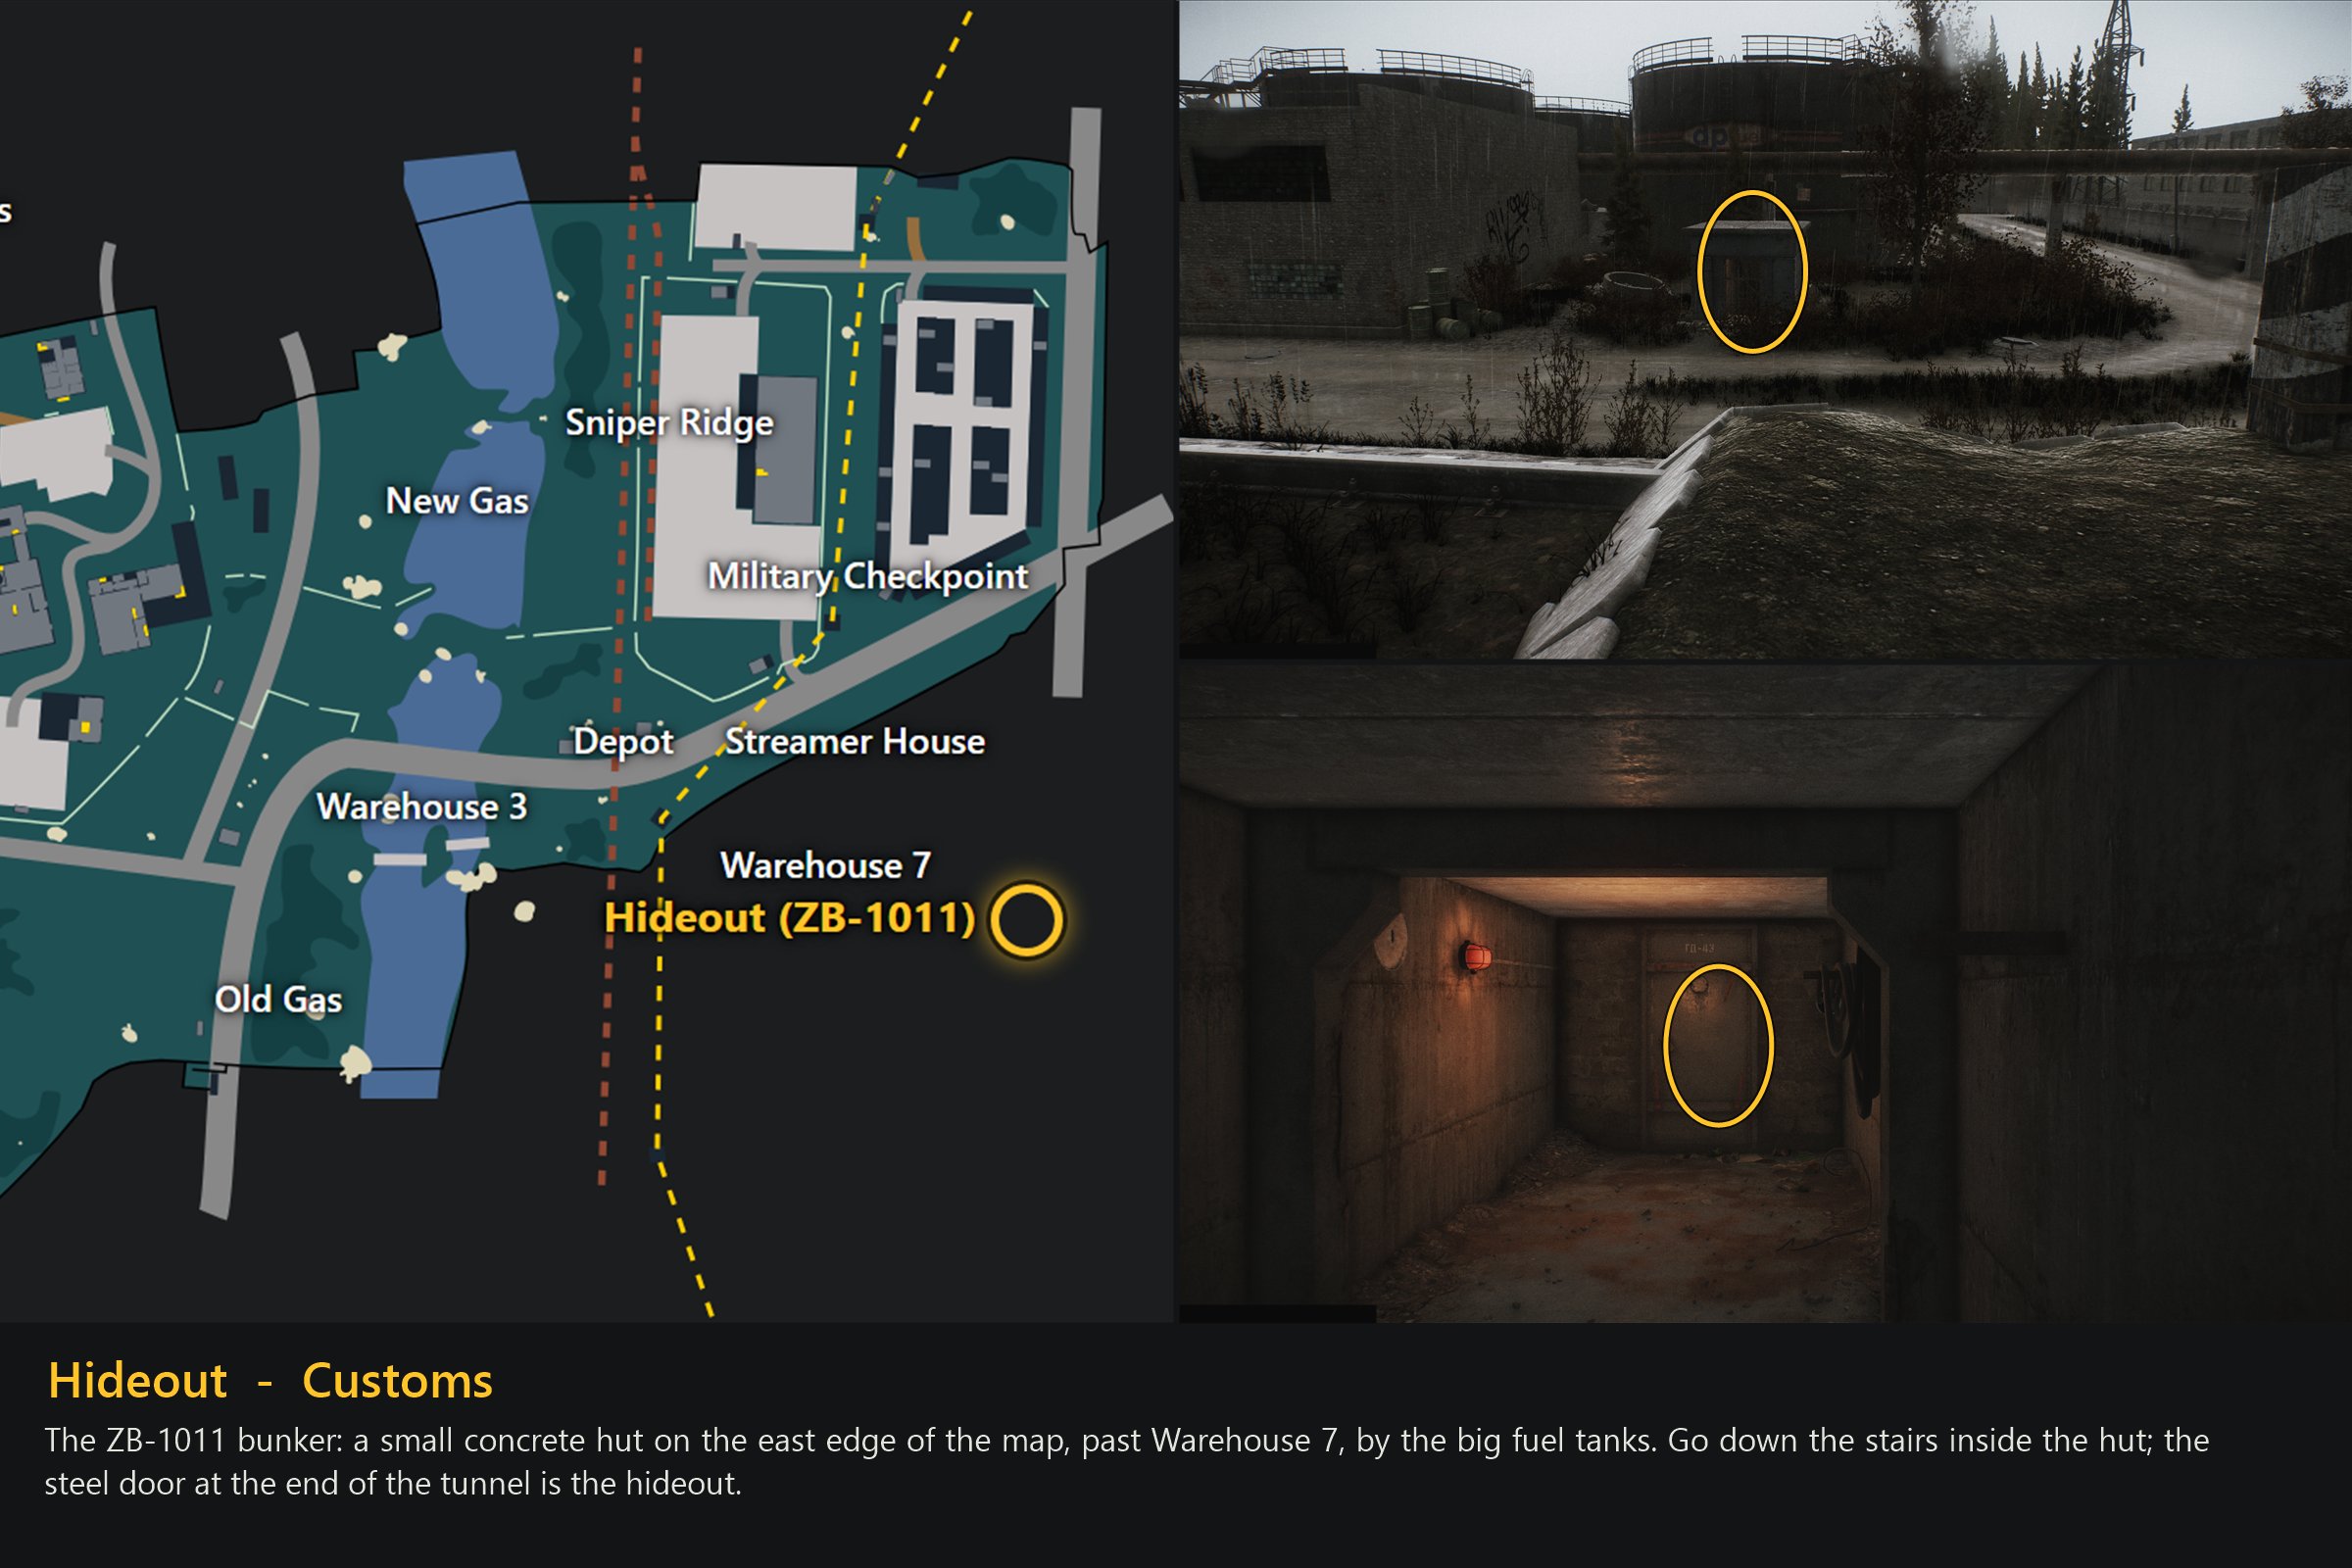 s
Sniper Ridge
New Gas
Military Checkpoint
Depot
Streamer House
Warehouse 3
Warehouse 7
Hideout (ZB-1011)
Old Gas
Hideout - Customs
The ZB-1011 bunker: a small concrete hut on the east edge of the map, past Warehouse 7, by the big fuel tanks. Go down the stairs inside the hut; the
steel door at the end of the tunnel is the hideout.